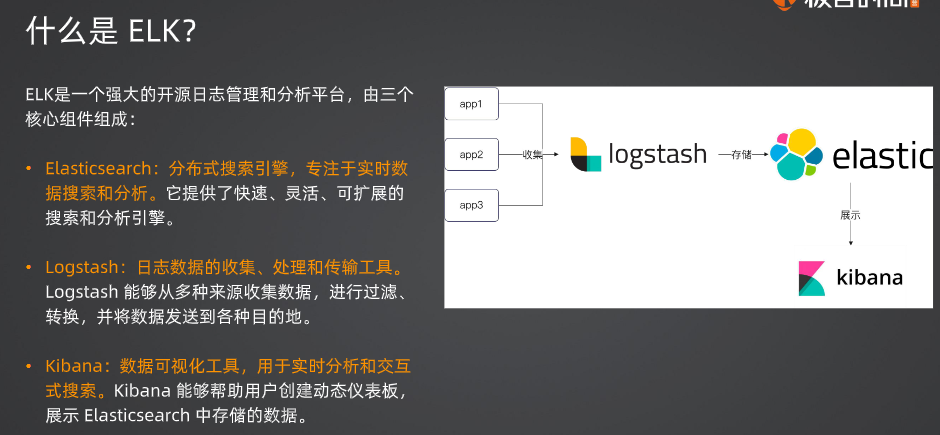 什么是 ELK？
ELK是一个强大的开源日志管理和分析平台，由三个
核心组件组成：
• Elasticsearch：分布式搜索引擎，专注于实时数
据搜索和分析。它提供了快速、灵活、可扩展的
搜索和分析引擎。
• Logstash：日志数据的收集、处理和传输工具。
Logstash 能够从多种来源收集数据，进行过滤、
转换，并将数据发送到各种目的地。
• Kibana：数据可视化工具，用于实时分析和交互
式搜索。Kibana 能够帮助用户创建动态仪表板，
展示 Elasticsearch 中存储的数据。
app1
app2
app3
收集
logstash
存储
elastic
展示
kibana